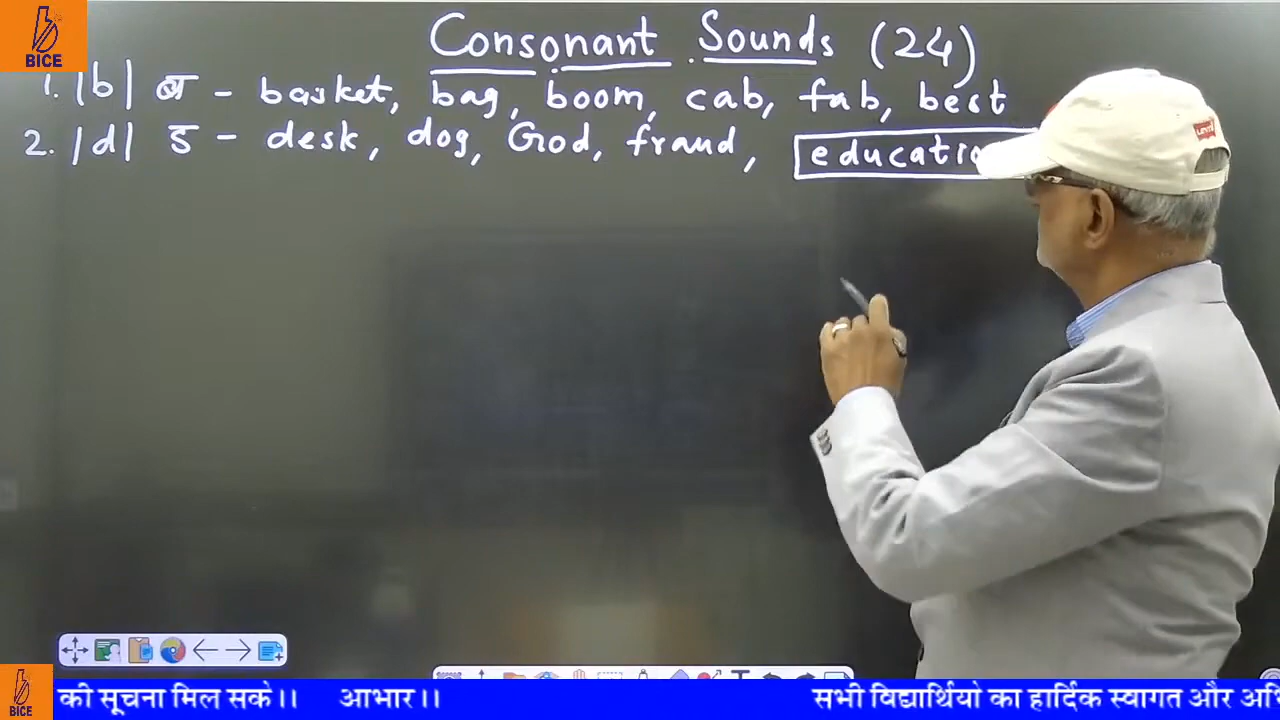 BICE
Consonant Sounds (24)
1. |b| ब - basket, bag, boom, cab, fab, best
2. |d| ड - desk, dog, God, fraud,
LEVI'S
BICE
की सूचना मिल सके।। आभार।। सभी विद्यार्थियो का हार्दिक स्वागत और